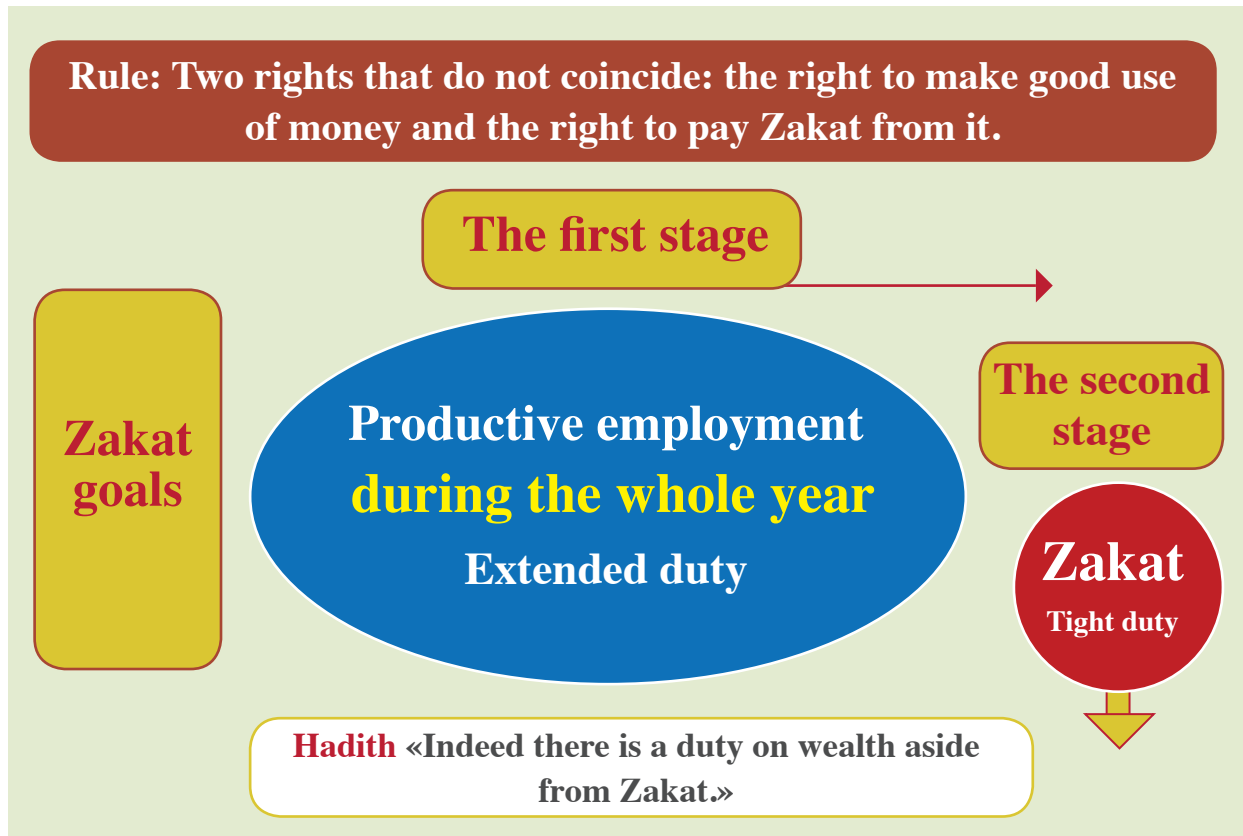 Rule: Two rights that do not coincide: the right to make good use
of money and the right to pay Zakat from it.
The first stage
Zakat
goals
Productive employment
during the whole year
Extended duty
The second
stage
Zakat
Tight duty
Hadith «Indeed there is a duty on wealth aside
from Zakat.»